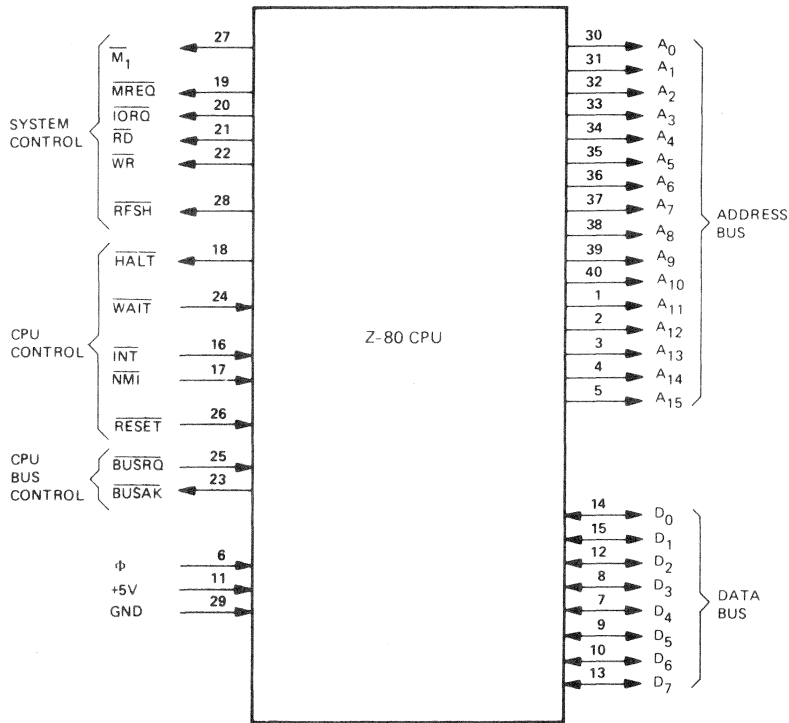 SYSTEM
CONTROL
M1 27
MREQ 19
IORQ 20
RD 21
WR 22
RFSH 28
CPU
CONTROL
HALT 18
WAIT 24
INT 16
NMI 17
RESET 26
CPU
BUS
CONTROL
BUSRQ 25
BUSAK 23
Φ 6
+5V 11
GND 29
Z-80 CPU
30 A0
31 A1
32 A2
33 A3
34 A4
35 A5
36 A6
37 A7
38 A8
39 A9
40 A10
1 A11
2 A12
3 A13
4 A14
5 A15
ADDRESS
BUS
14 D0
15 D1
12 D2
8 D3
7 D4
9 D5
10 D6
13 D7
DATA
BUS